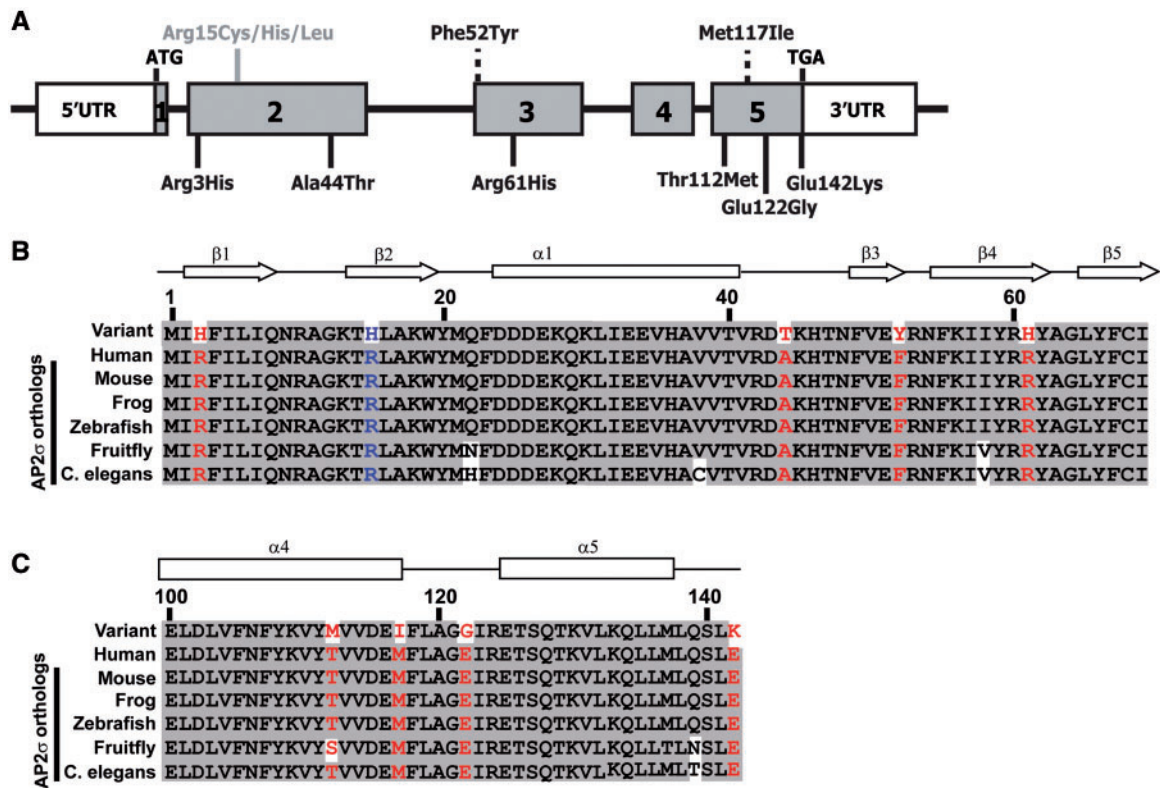 A
Arg15Cys/His/Leu
Phe52Tyr
Met117Ile
ATG
TGA
5'UTR
1
2
3
4
5
3'UTR
Arg3His
Ala44Thr
Arg61His
Thr112Met
Glu122Gly
Glu142Lys
B
β1
β2
α1
β3
β4
β5
1
20
40
60
Variant MIHFILIQNRAGKTHLAKWYMQFDDDEKQKLIEEVHAVVTVRDTKHTNFVEYRNFKIIYRHYAGLYFCI
Human MIRFILIQNRAGKTRLAKWYMQFDDDEKQKLIEEVHAVVTVRDAKHTNFVEFRNFKIIYRRYAGLYFCI
Mouse MIRFILIQNRAGKTRLAKWYMQFDDDEKQKLIEEVHAVVTVRDAKHTNFVEFRNFKIIYRRYAGLYFCI
Frog MIRFILIQNRAGKTRLAKWYMQFDDDEKQKLIEEVHAVVTVRDAKHTNFVEFRNFKIIYRRYAGLYFCI
Zebrafish MIRFILIQNRAGKTRLAKWYMQFDDDEKQKLIEEVHAVVTVRDAKHTNFVEFRNFKIIYRRYAGLYFCI
Fruitfly MIRFILIQNRAGKTRLAKWYMNFDDDEKQKLIEEVHAVVTVRDAKHTNFVEFRNFKIVYRRYAGLYFCI
C. elegans MIRFILIQNRAGKTRLAKWYMHFDDDEKQKLIEEVHACVTVRDAKHTNFVEFRNFKIVYRRYAGLYFCI
AP2σ orthologs
C
α4
α5
100
120
140
Variant ELDLVFNFYKVYMVVDEIFLAGGIRETSQTKVLKQLLMLQSLK
Human ELDLVFNFYKVYTVVDEMFLAGEIRETSQTKVLKQLLMLQSLE
Mouse ELDLVFNFYKVYTVVDEMFLAGEIRETSQTKVLKQLLMLQSLE
Frog ELDLVFNFYKVYTVVDEMFLAGEIRETSQTKVLKQLLMLQSLE
Zebrafish ELDLVFNFYKVYTVVDEMFLAGEIRETSQTKVLKQLLMLQSLE
Fruitfly ELDLVFNFYKVYSVVDEMFLAGEIRETSQTKVLKQLLTLNSLE
C. elegans ELDLVFNFYKVYTVVDEMFLAGEIRETSQTKVLKQLLMLTSLE
AP2σ orthologs